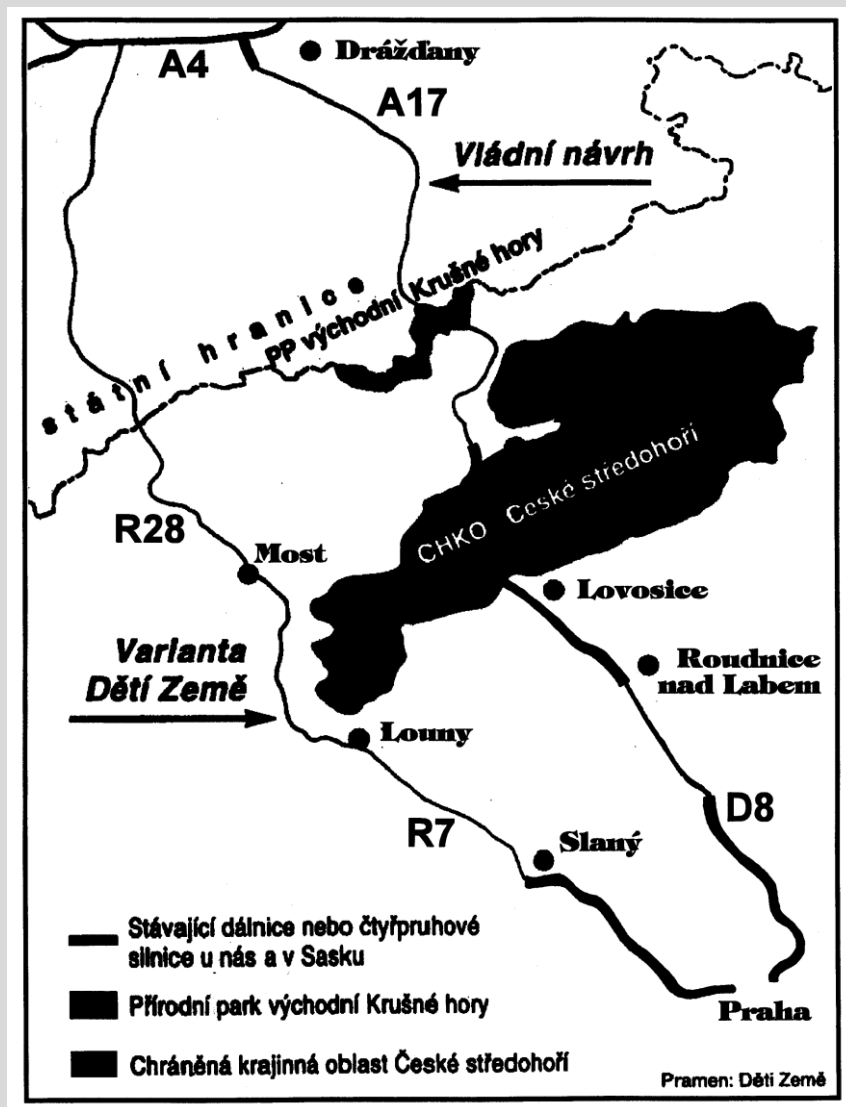 Drážďany
A4
A17
Vládní návrh
státní hranice
PP východní Krušné hory
CHKO České středohoří
R28
Most
Lovosice
Varianta
Dětí Země
Roudnice
nad Labem
Louny
D8
R7
Slaný
Stávající dálnice nebo čtyřpruhové
silnice u nás a v Sasku
Přírodní park východní Krušné hory
Praha
Chráněná krajinná oblast České středohoří
Pramen: Děti Země